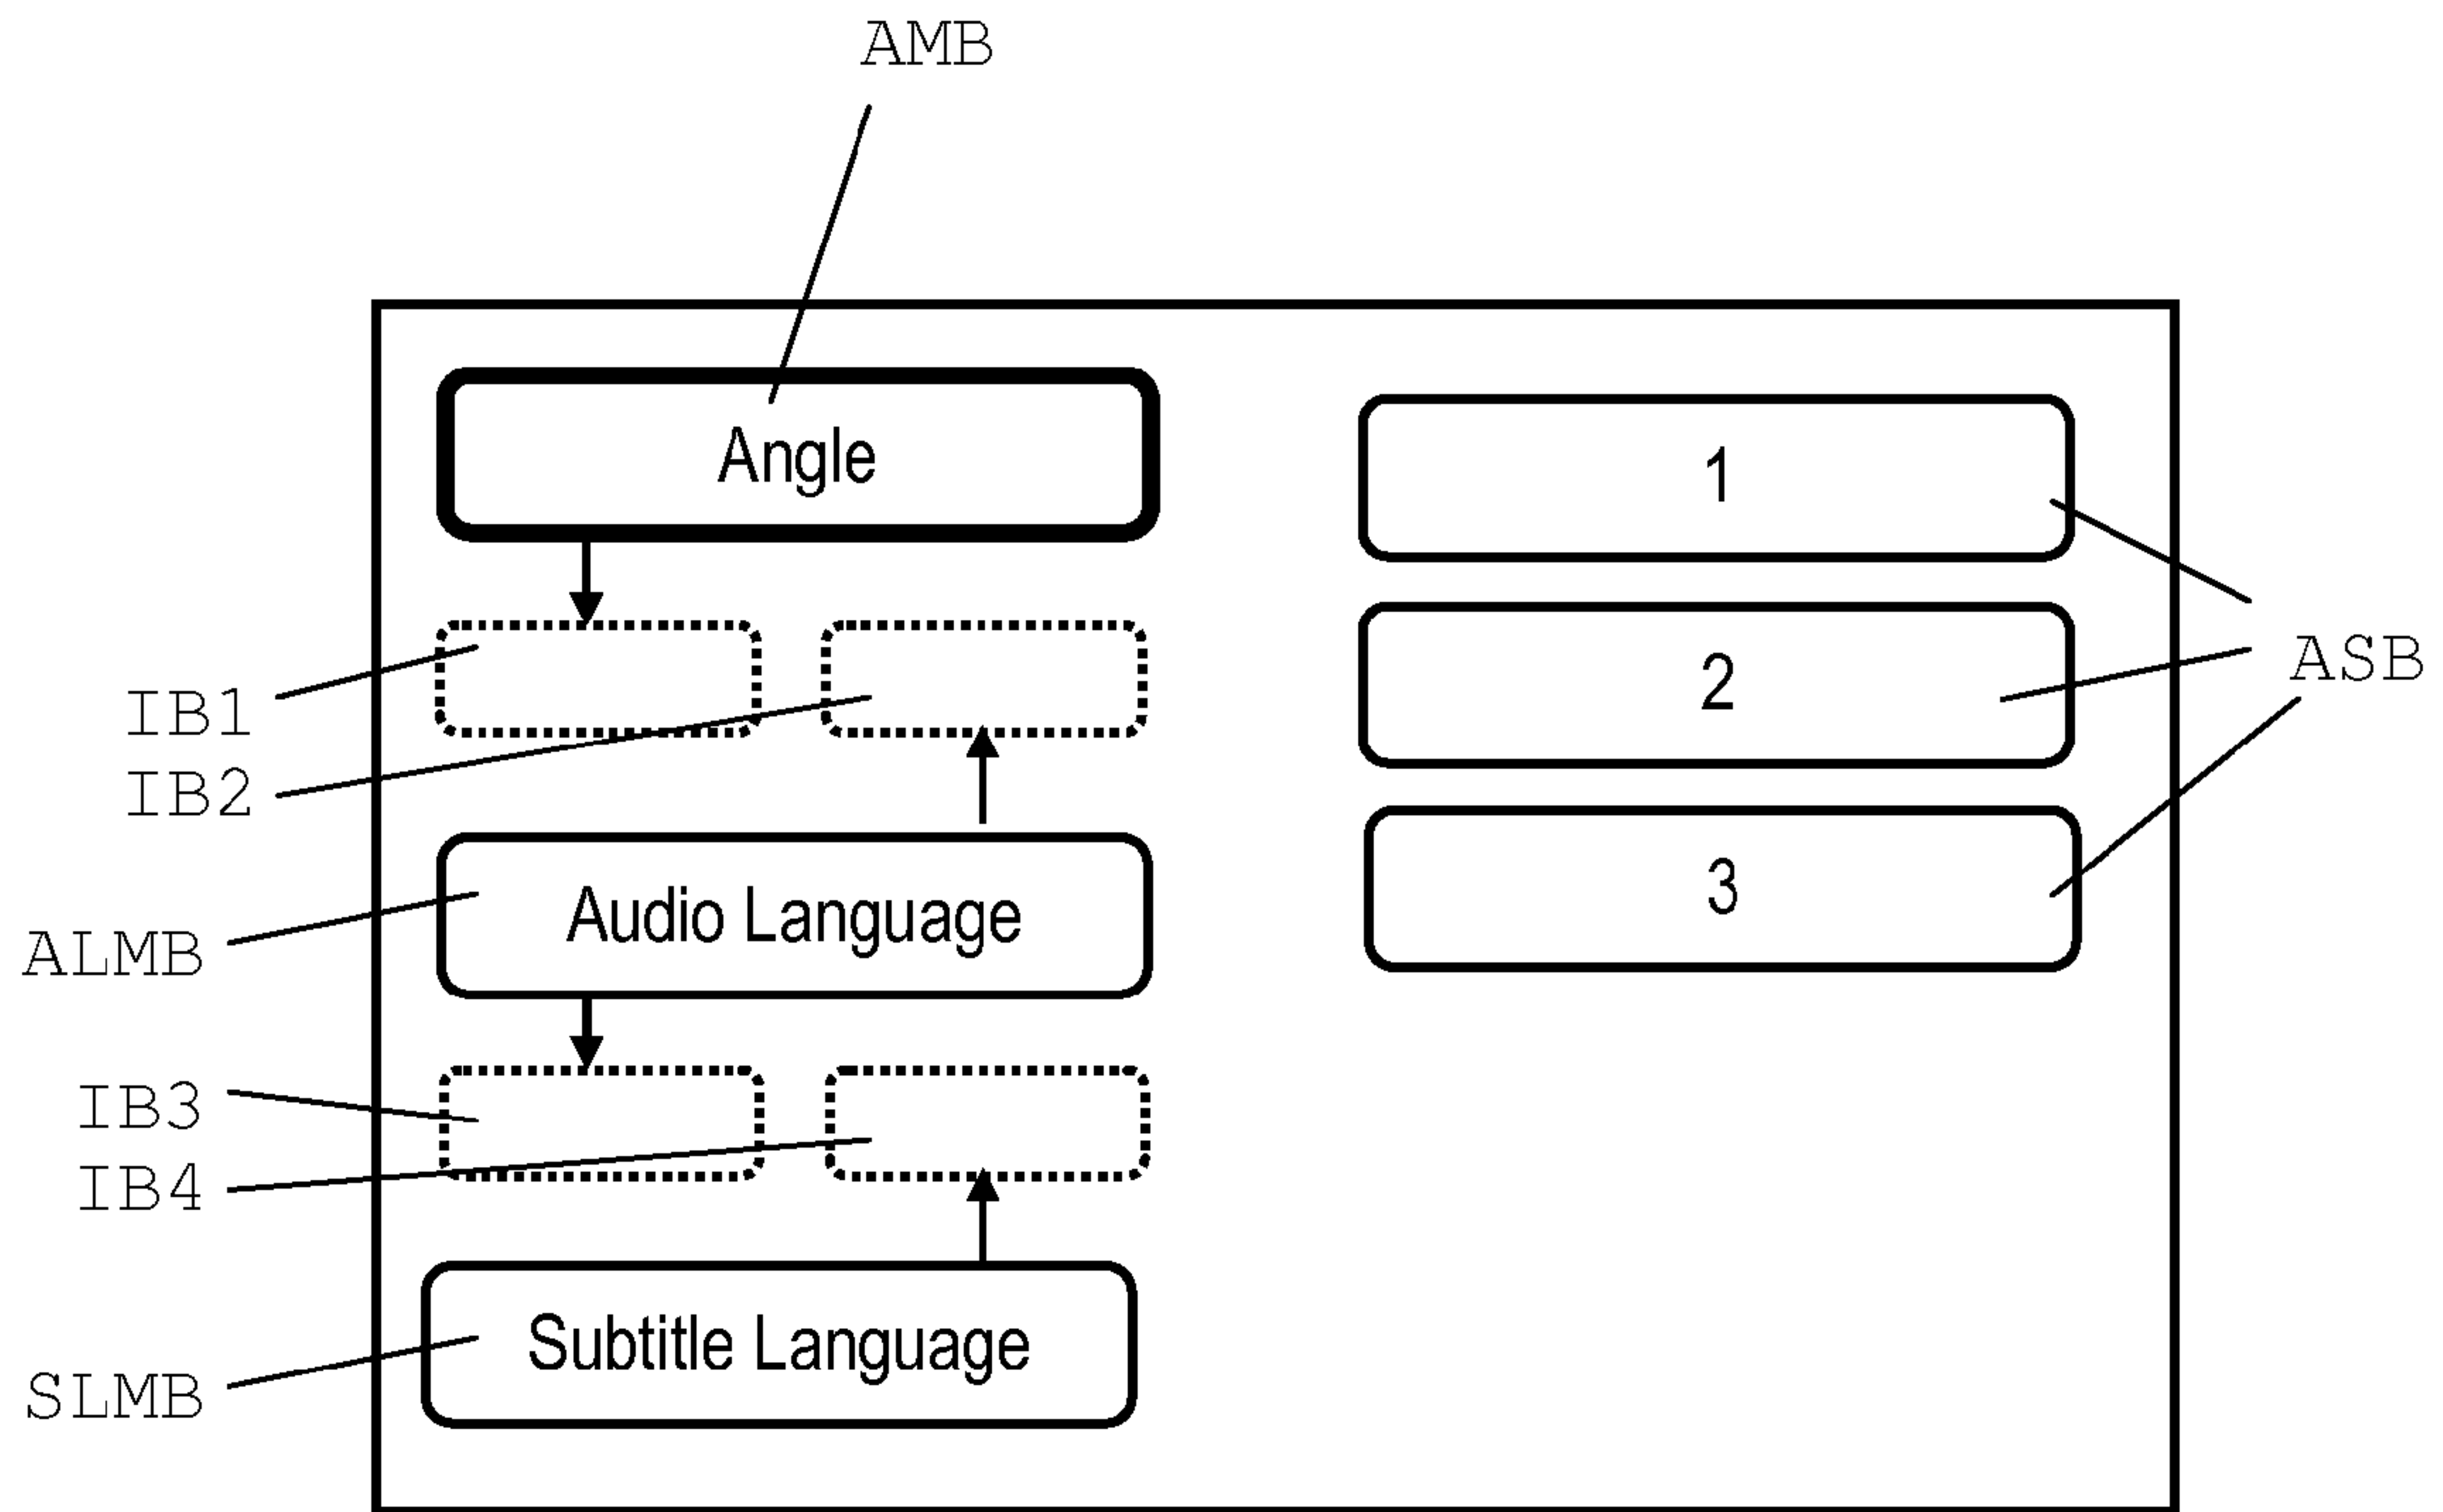 AMB
Angle
1
IB1
IB2
2
ASB
ALMB
Audio Language
3
IB3
IB4
SLMB
Subtitle Language